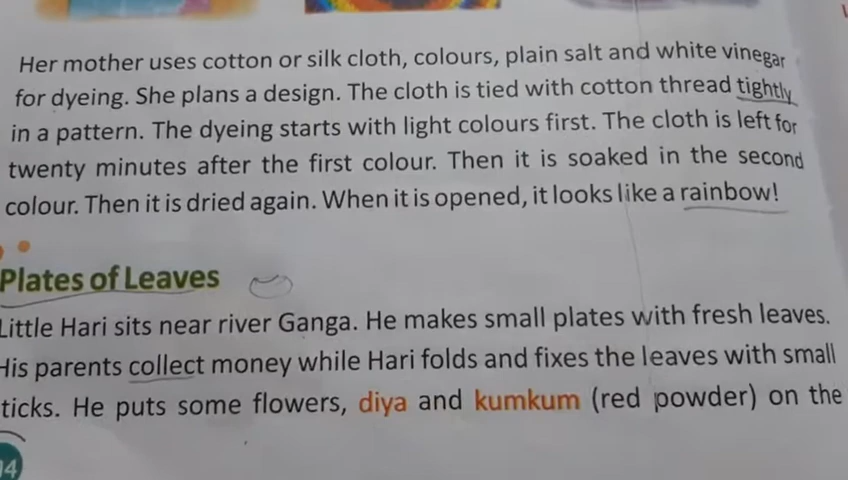 Her mother uses cotton or silk cloth, colours, plain salt and white vinegar
for dyeing. She plans a design. The cloth is tied with cotton thread tightly
in a pattern. The dyeing starts with light colours first. The cloth is left for
twenty minutes after the first colour. Then it is soaked in the second
colour. Then it is dried again. When it is opened, it looks like a rainbow!
Plates of Leaves
Little Hari sits near river Ganga. He makes small plates with fresh leaves.
His parents collect money while Hari folds and fixes the leaves with small
ticks. He puts some flowers, diya and kumkum (red powder) on the